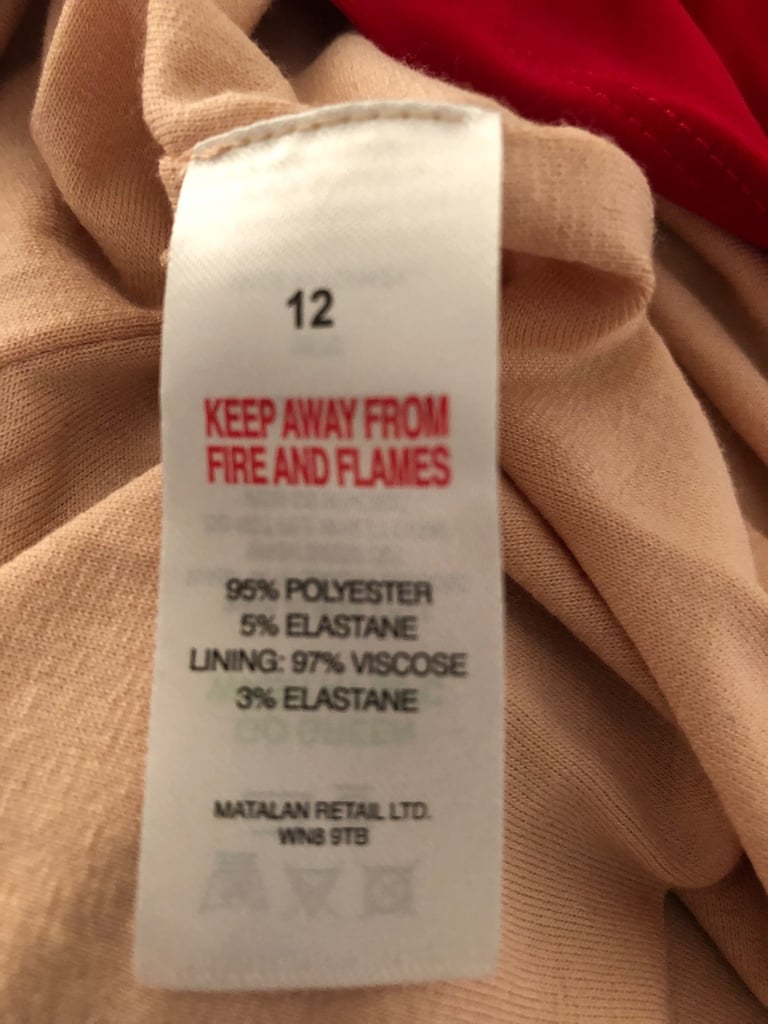 12
KEEP AWAY FROM
FIRE AND FLAMES
95% POLYESTER
5% ELASTANE
LINING: 97% VISCOSE
3% ELASTANE
MATALAN RETAIL LTD.
WN8 9TB